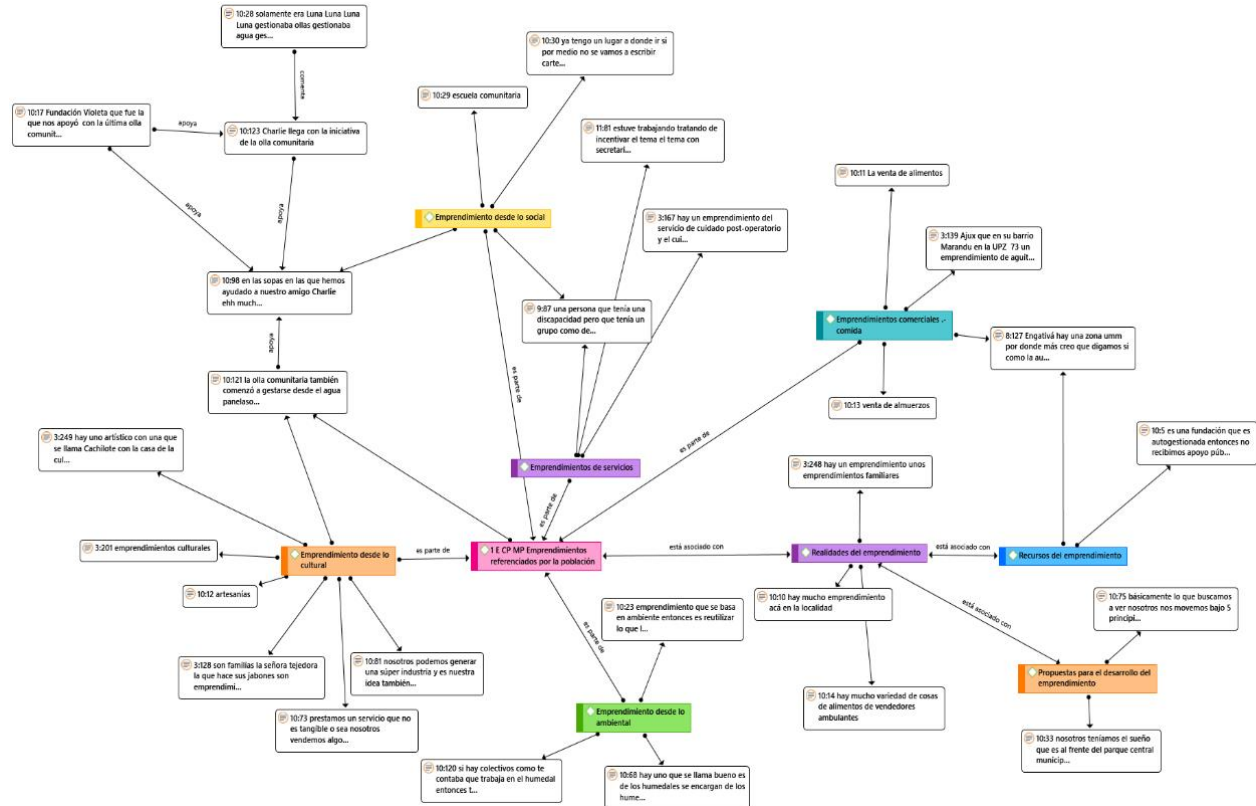 10:28 solamente era Luna Luna Luna
Luna gestionaba ollas gestionaba
agua ges...
comenta
10:17 Fundación Violeta que fue la
que nos apoyó con la última olla
comunit...
apoya
10:123 Charlie llega con la iniciativa
de la olla comunitaria
apoya
apoya
10:98 en las sopas en las que hemos
ayudado a nuestro amigo Charlie
ehh much...
apoya
10:121 la olla comunitaria también
comenzó a gestarse desde el agua
panelaso...
10:30 ya tengo un lugar a donde ir si
por medio no se vamos a escribir
carte...
10:29 escuela comunitaria
11:81 estuve trabajando tratando de
incentivar el tema el tema con
secretarí...
Emprendimiento desde lo social
3:167 hay un emprendimiento del
servicio de cuidado post-operatorio
y el cui...
9:87 una persona que tenía una
discapacidad pero que tenía un
grupo como de...
es parte de
Emprendimientos de servicios
es parte de
10:11 La venta de alimentos
3:139 Ajux que en su barrio
Marandu en la UPZ 73 un
emprendimiento de aguit...
Emprendimientos comerciales .-
comida
8:127 Engativá hay una zona umm
por donde más creo que digamos si
como la au...
10:13 venta de almuerzos
es parte de
10:5 es una fundación que es
autogestionada entonces no
recibimos apoyo púb...
3:248 hay un emprendimiento unos
emprendimientos familiares
3:249 hay uno artístico con una que
se llama Cachilote con la casa de la
cul...
3:201 emprendimientos culturales
Emprendimiento desde lo
cultural
es parte de
1 E CP MP Emprendimientos
referenciados por la población
está asociado con
Realidades del emprendimiento
está asociado con
Recursos del emprendimiento
10:12 artesanías
3:128 son familias la señora tejedora
la que hace sus jabones son
emprendimi...
10:81 nosotros podemos generar
una súper industria y es nuestra
idea también...
10:73 prestamos un servicio que no
es tangible o sea nosotros
vendemos algo...
es parte de
10:23 emprendimiento que se basa
en ambiente entonces es reutilizar
lo que l...
10:10 hay mucho emprendimiento
acá en la localidad
está asociado con
10:75 básicamente lo que buscamos
a ver nosotros nos movemos bajo 5
principi...
10:14 hay mucho variedad de cosas
de alimentos de vendedores
ambulantes
Propuestas para el desarrollo del
emprendimiento
Emprendimiento desde lo
ambiental
10:120 si hay colectivos como te
contaba que trabaja en el humedal
entonces t...
10:68 hay uno que se llama bueno es
de los humedales se encargan de los
hume...
10:33 nosotros teníamos el sueño
que es al frente del parque central
municip...